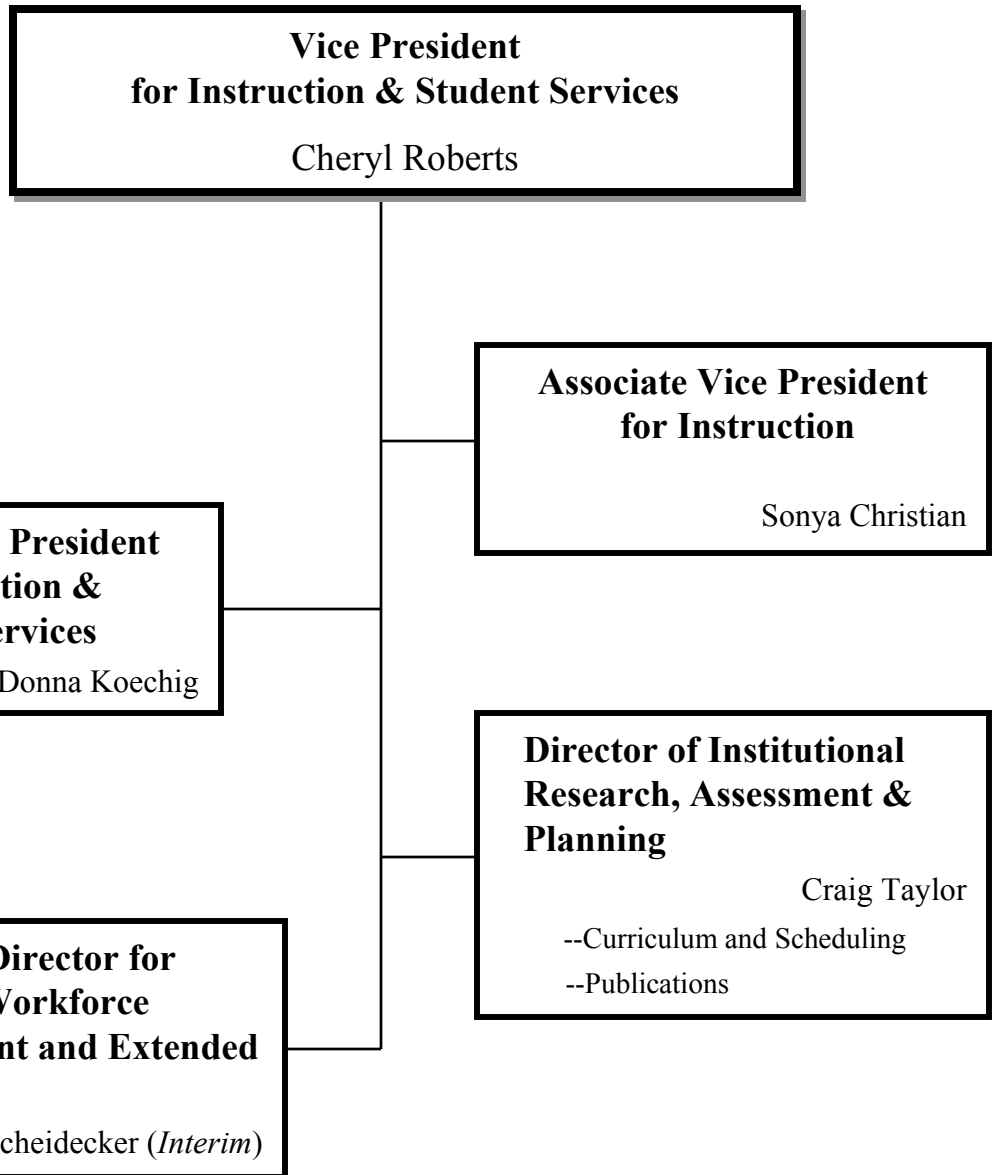 Vice President
for Instruction & Student Services
Cheryl Roberts
Associate Vice President
for Instruction
Sonya Christian
President
tion &
ervices
Donna Koechig
Director of Institutional
Research, Assessment &
Planning
Craig Taylor
--Curriculum and Scheduling
--Publications
Director for
Workforce
nt and Extended
cheidecker (Interim)